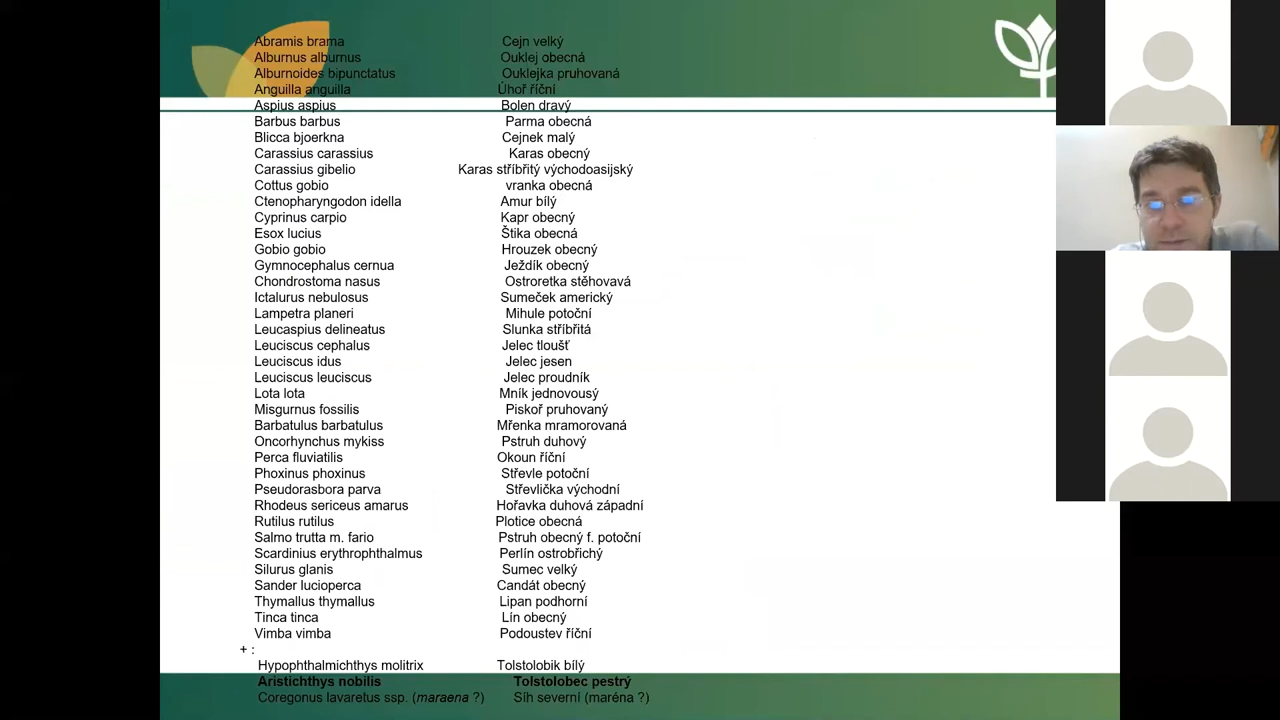 Abramis brama Cejn velký
Alburnus alburnus Ouklej obecná
Alburnoides bipunctatus Ouklejka pruhovaná
Anguilla anguilla Úhoř říční
Aspius aspius Bolen dravý
Barbus barbus Parma obecná
Blicca bjoerkna Cejnek malý
Carassius carassius Karas obecný
Carassius gibelio Karas stříbřitý východoasijský
Cottus gobio vranka obecná
Ctenopharyngodon idella Amur bílý
Cyprinus carpio Kapr obecný
Esox lucius Štika obecná
Gobio gobio Hrouzek obecný
Gymnocephalus cernua Ježdík obecný
Chondrostoma nasus Ostroretka stěhovavá
Ictalurus nebulosus Sumeček americký
Lampetra planeri Mihule potoční
Leucaspius delineatus Slunka stříbřitá
Leuciscus cephalus Jelec tloušť
Leuciscus idus Jelec jesen
Leuciscus leuciscus Jelec proudník
Lota lota Mník jednovousý
Misgurnus fossilis Piskoř pruhovaný
Barbatulus barbatulus Mřenka mramorovaná
Oncorhynchus mykiss Pstruh duhový
Perca fluviatilis Okoun říční
Phoxinus phoxinus Střevle potoční
Pseudorasbora parva Střevlička východní
Rhodeus sericeus amarus Hořavka duhová západní
Rutilus rutilus Plotice obecná
Salmo trutta m. fario Pstruh obecný f. potoční
Scardinius erythrophthalmus Perlín ostrobřichý
Silurus glanis Sumec velký
Sander lucioperca Candát obecný
Thymallus thymallus Lipan podhorní
Tinca tinca Lín obecný
Vimba vimba Podoustev říční
+ :
Hypophthalmichthys molitrix Tolstolobik bílý
Aristichthys nobilis Tolstolobec pestrý
Coregonus lavaretus ssp. (maraena ?) Síh severní (maréna ?)